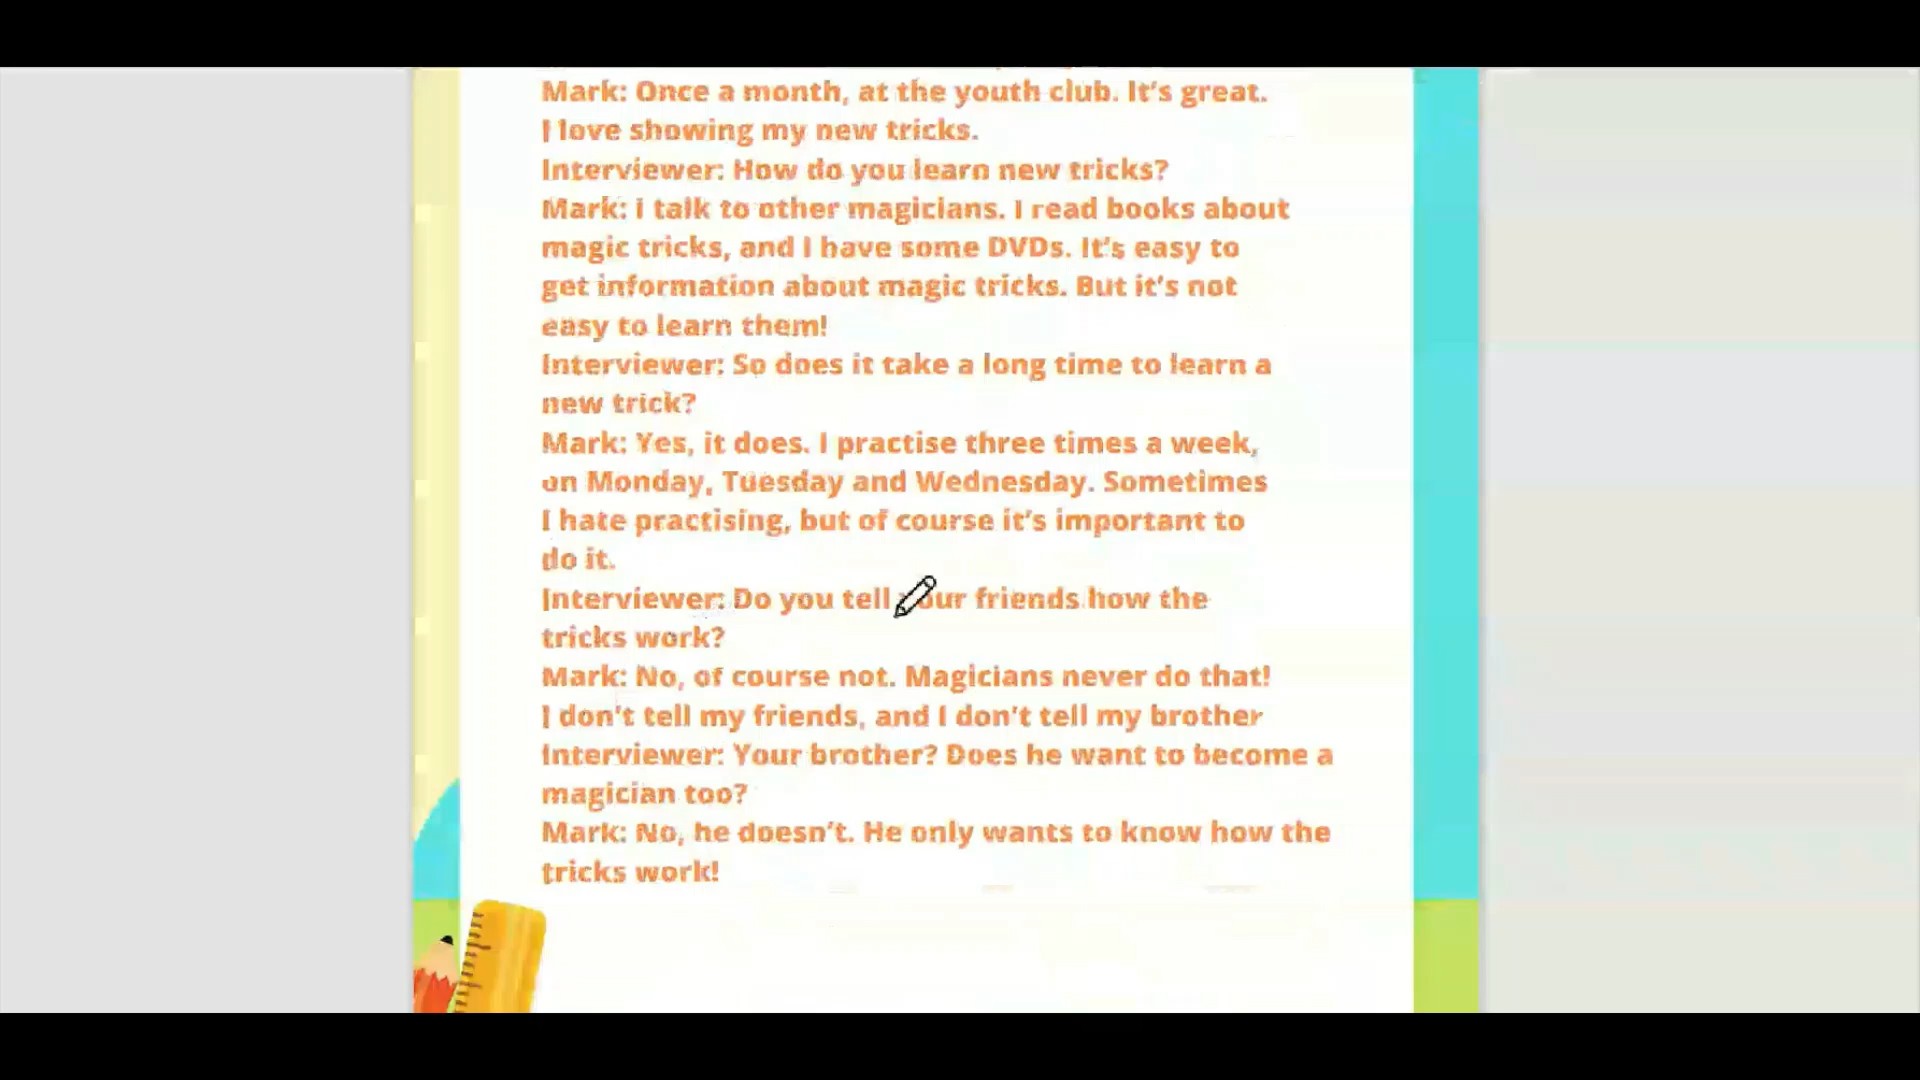 Mark: Once a month, at the youth club. It's great.
I love showing my new tricks.
Interviewer: How do you learn new tricks?
Mark: I talk to other magicians. I read books about
magic tricks, and I have some DVDs. It's easy to
get information about magic tricks. But it's not
easy to learn them!
Interviewer: So does it take a long time to learn a
new trick?
Mark: Yes, it does. I practise three times a week,
on Monday, Tuesday and Wednesday. Sometimes
I hate practising, but of course it's important to
do it.
Interviewer: Do you tell your friends how the
tricks work?
Mark: No, of course not. Magicians never do that!
I don't tell my friends, and I don't tell my brother
Interviewer: Your brother? Does he want to become a
magician too?
Mark: No, he doesn't. He only wants to know how the
tricks work!